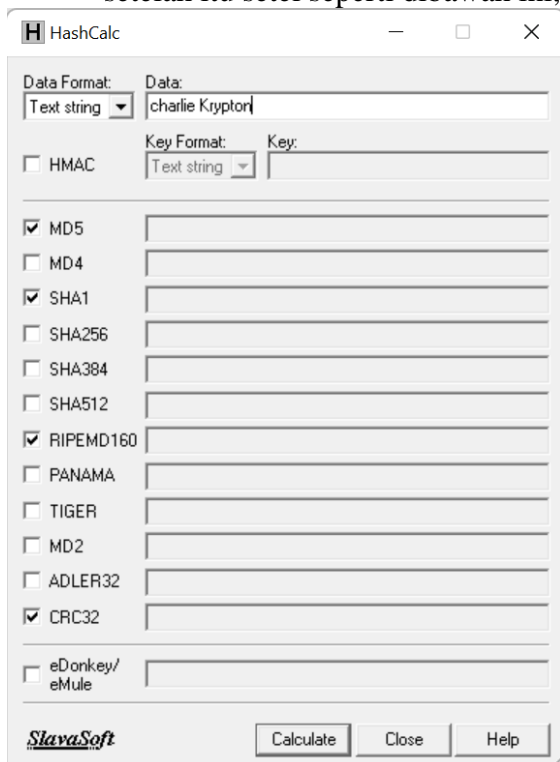 HashCalc
Data Format: Data:
Text string charlie Krypton
Key Format: Key:
HMAC Text string
MD5
MD4
SHA1
SHA256
SHA384
SHA512
RIPEMD160
PANAMA
TIGER
MD2
ADLER32
CRC32
eDonkey/
eMule
SlavaSoft Calculate Close Help